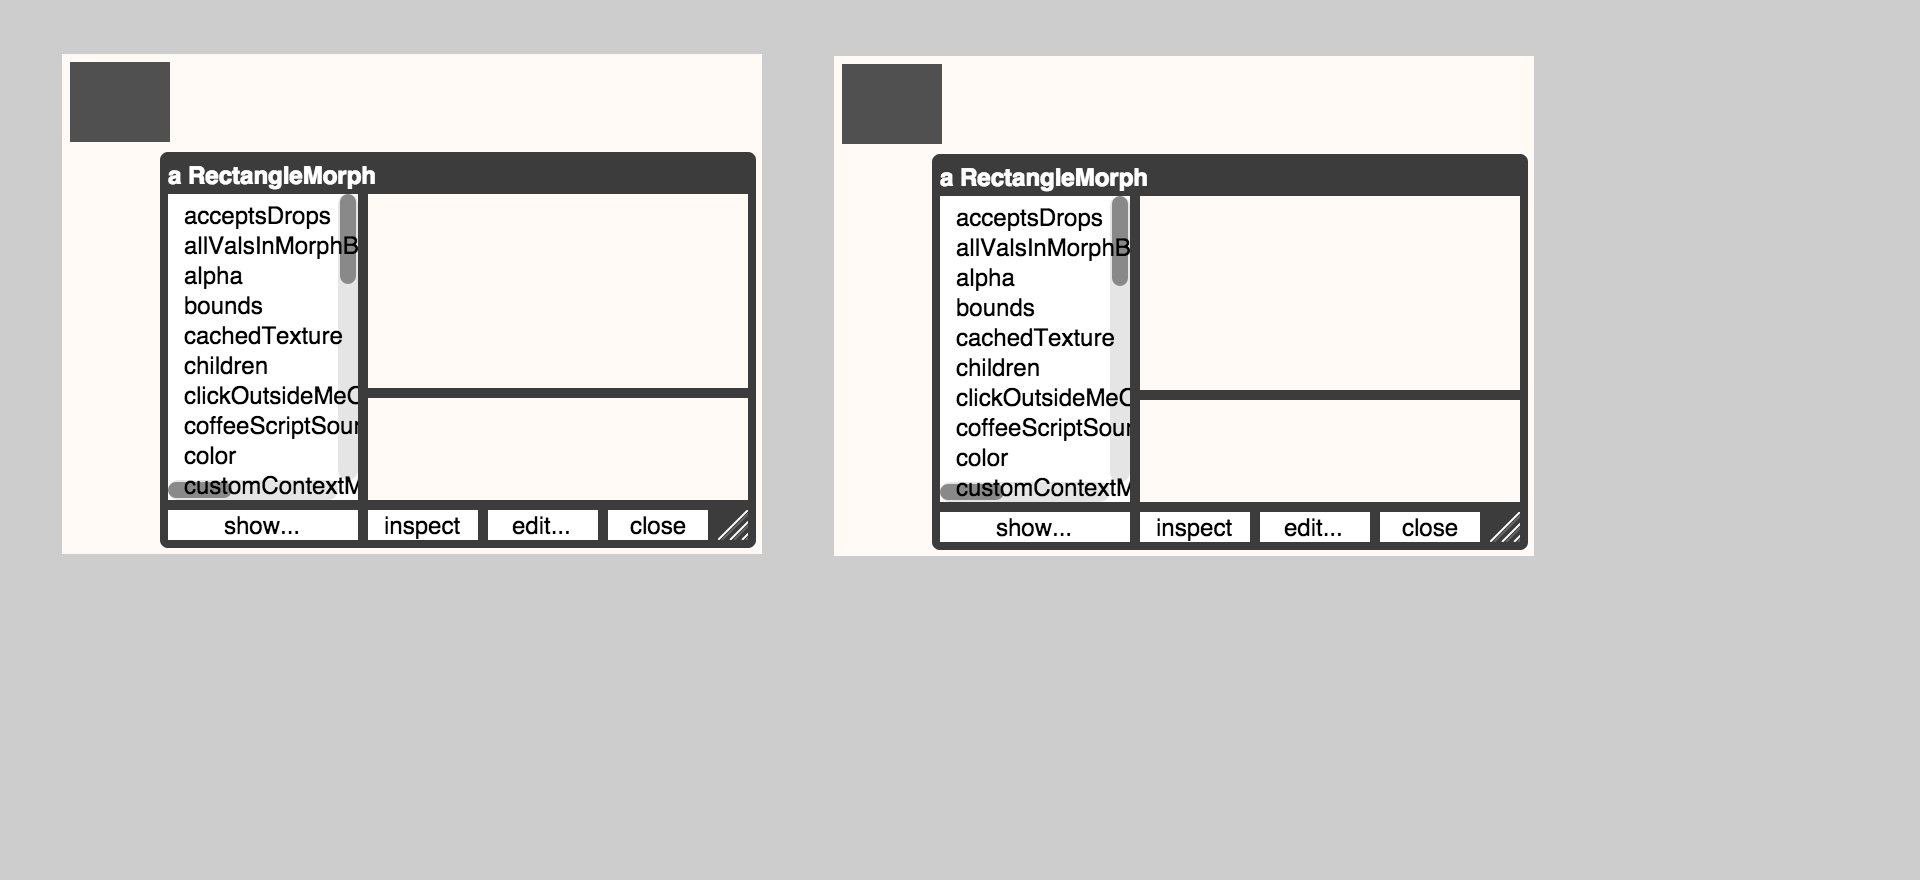 a RectangleMorph
acceptsDrops
allValsInMorphB
alpha
bounds
cachedTexture
children
clickOutsideMeC
coffeeScriptSour
color
customContextM
show...
inspect
edit...
close
a RectangleMorph
acceptsDrops
allValsInMorphB
alpha
bounds
cachedTexture
children
clickOutsideMeC
coffeeScriptSour
color
customContextM
show...
inspect
edit...
close